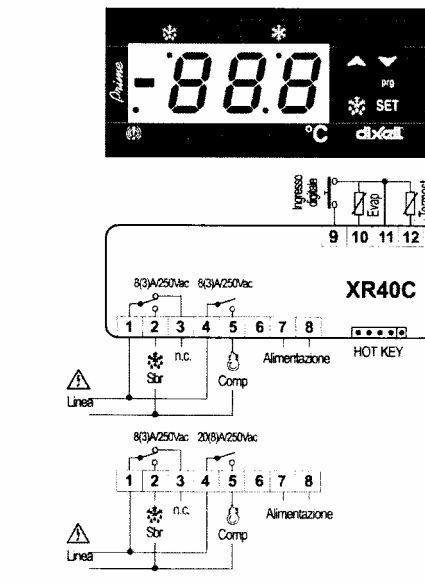 Prime
-88.8
prg
SET
°C
dixell
Ingresso
digitale
Evap
Termost
9 10 11 12
8(3)A/250Vac 8(3)A/250Vac
XR40C
1 2 3 4 5 6 7 8
n.c.
Alimentazione
HOT KEY
Sbr
Comp
Linea
8(3)A/250Vac 20(8)A/250Vac
1 2 3 4 5 6 7 8
n.c.
Alimentazione
Sbr
Comp
Linea